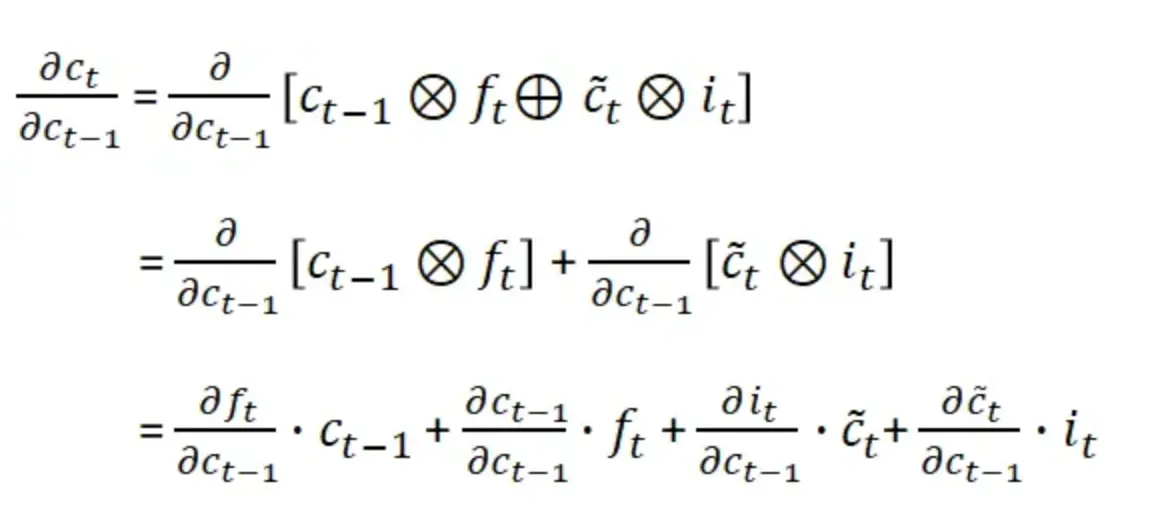 ∂c_t/∂c_{t−1} = ∂/∂c_{t−1} [c_{t−1} ⊗ f_t ⊕ c̃_t ⊗ i_t]
= ∂/∂c_{t−1} [c_{t−1} ⊗ f_t] + ∂/∂c_{t−1} [c̃_t ⊗ i_t]
= ∂f_t/∂c_{t−1} · c_{t−1} + ∂c_{t−1}/∂c_{t−1} · f_t + ∂i_t/∂c_{t−1} · c̃_t + ∂c̃_t/∂c_{t−1} · i_t